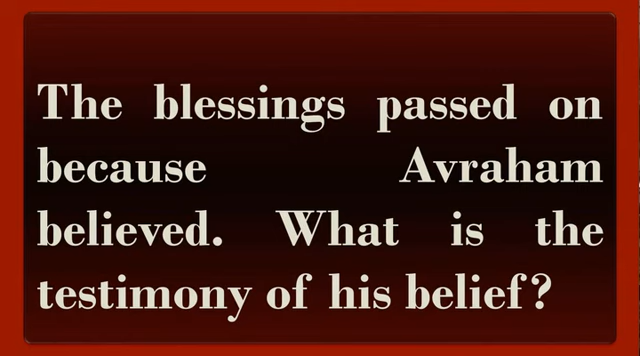 The blessings passed on
because Avraham
believed. What is the
testimony of his belief?